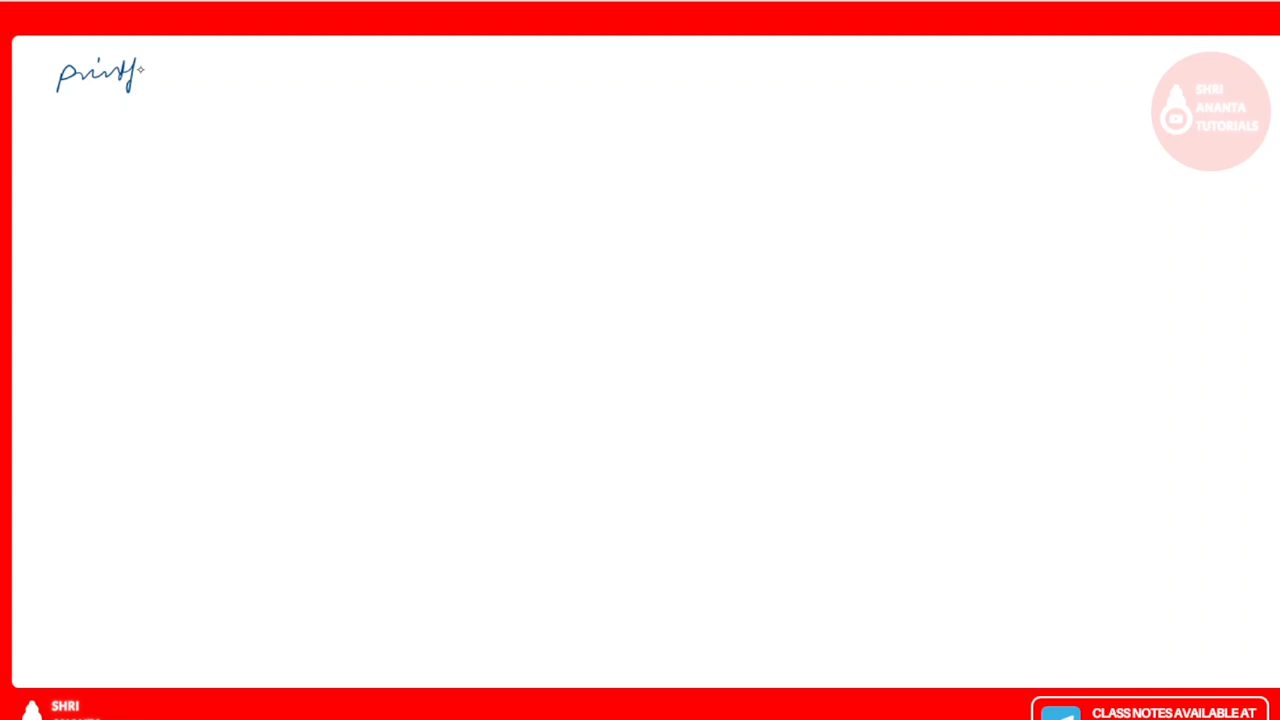 printf
SHRI
ANANTA
TUTORIALS
SHRI
CLASS NOTES AVAILABLE AT